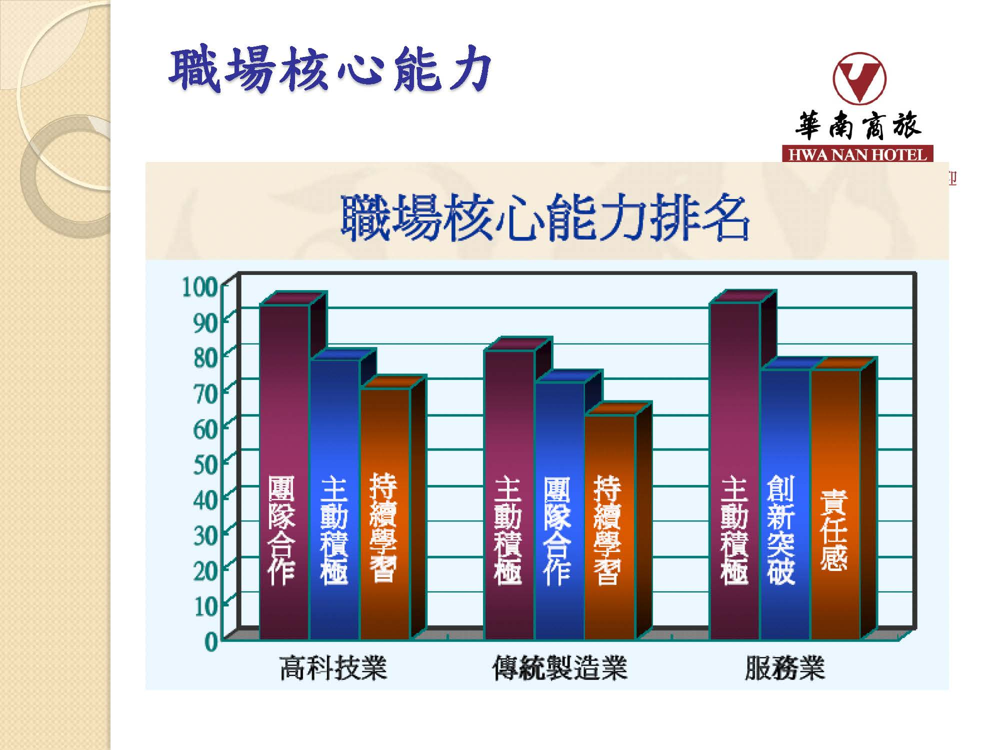 職場核心能力
華南商旅
HWA NAN HOTEL
迎
職場核心能力排名
100
90
80
70
60
50
40
30
20
10
0
團隊合作
主動積極
持續學習
主動積極
團隊合作
持續學習
主動積極
創新突破
責任感
高科技業
傳統製造業
服務業